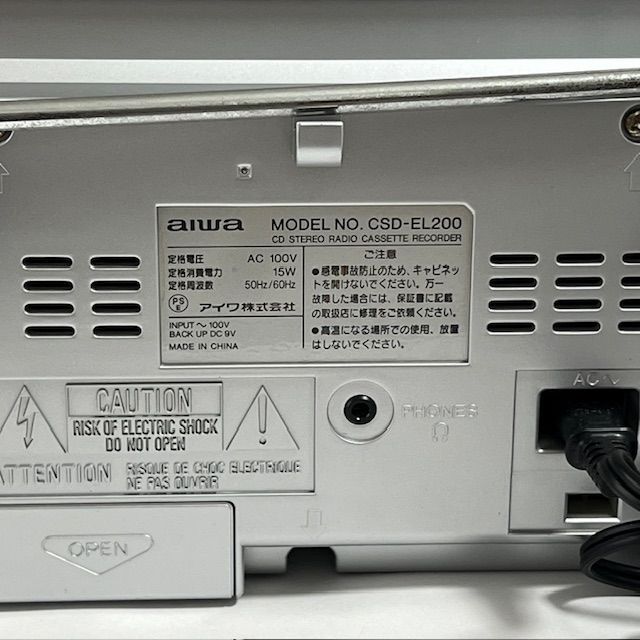 aiwa MODEL NO. CSD-EL200
CD STEREO RADIO CASSETTE RECORDER
定格電圧 AC 100V
定格消費電力 15W
定格周波数 50Hz/60Hz
PSE アイワ株式会社
INPUT ~ 100V
BACK UP DC 9V
MADE IN CHINA
ご注意
●感電事故防止のため、キャビネッ
トを開けないでください。万一
故障した場合には、保証書に記載
の取扱店に修理をご依頼ください。
●高温になる場所での使用、放置
はしないでください。
CAUTION
RISK OF ELECTRIC SHOCK
DO NOT OPEN
ATTENTION RISQUE DE CHOC ELECTRIQUE
NE PAS OUVRIR
PHONES
AC~
OPEN